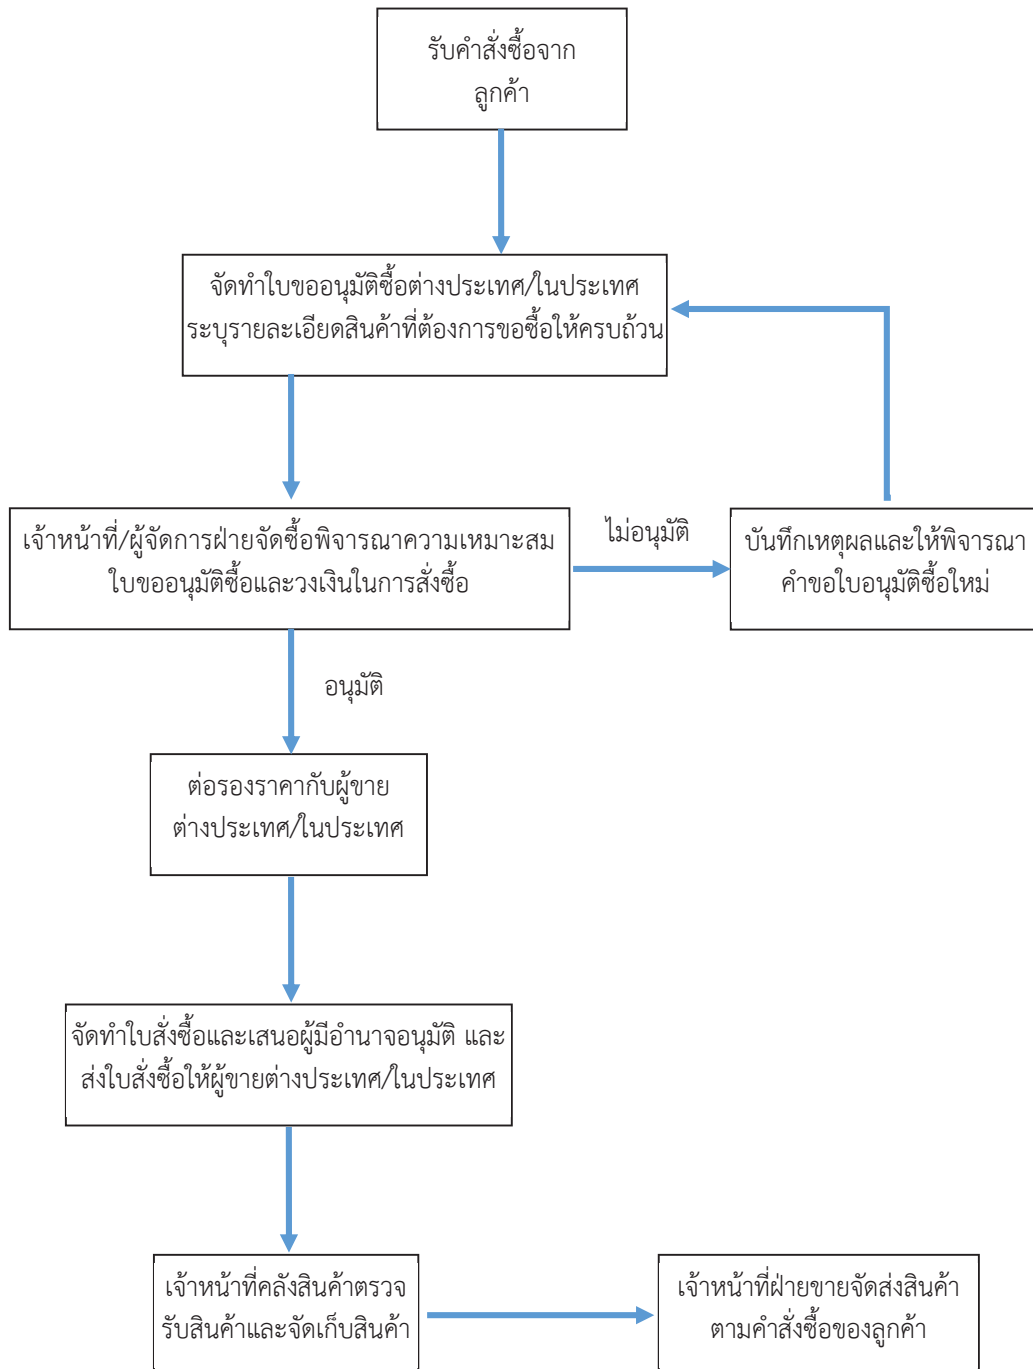 รับคำสั่งซื้อจาก
ลูกค้า
จัดทำใบขออนุมัติซื้อต่างประเทศ/ในประเทศ
ระบุรายละเอียดสินค้าที่ต้องการขอซื้อให้ครบถ้วน
เจ้าหน้าที่/ผู้จัดการฝ่ายจัดซื้อพิจารณาความเหมาะสม
ใบขออนุมัติซื้อและวงเงินในการสั่งซื้อ
ไม่อนุมัติ
บันทึกเหตุผลและให้พิจารณา
คำขอใบอนุมัติซื้อใหม่
อนุมัติ
ต่อรองราคากับผู้ขาย
ต่างประเทศ/ในประเทศ
จัดทำใบสั่งซื้อและเสนอผู้มีอำนาจอนุมัติ และ
ส่งใบสั่งซื้อให้ผู้ขายต่างประเทศ/ในประเทศ
เจ้าหน้าที่คลังสินค้าตรวจ
รับสินค้าและจัดเก็บสินค้า
เจ้าหน้าที่ฝ่ายขายจัดส่งสินค้า
ตามคำสั่งซื้อของลูกค้า